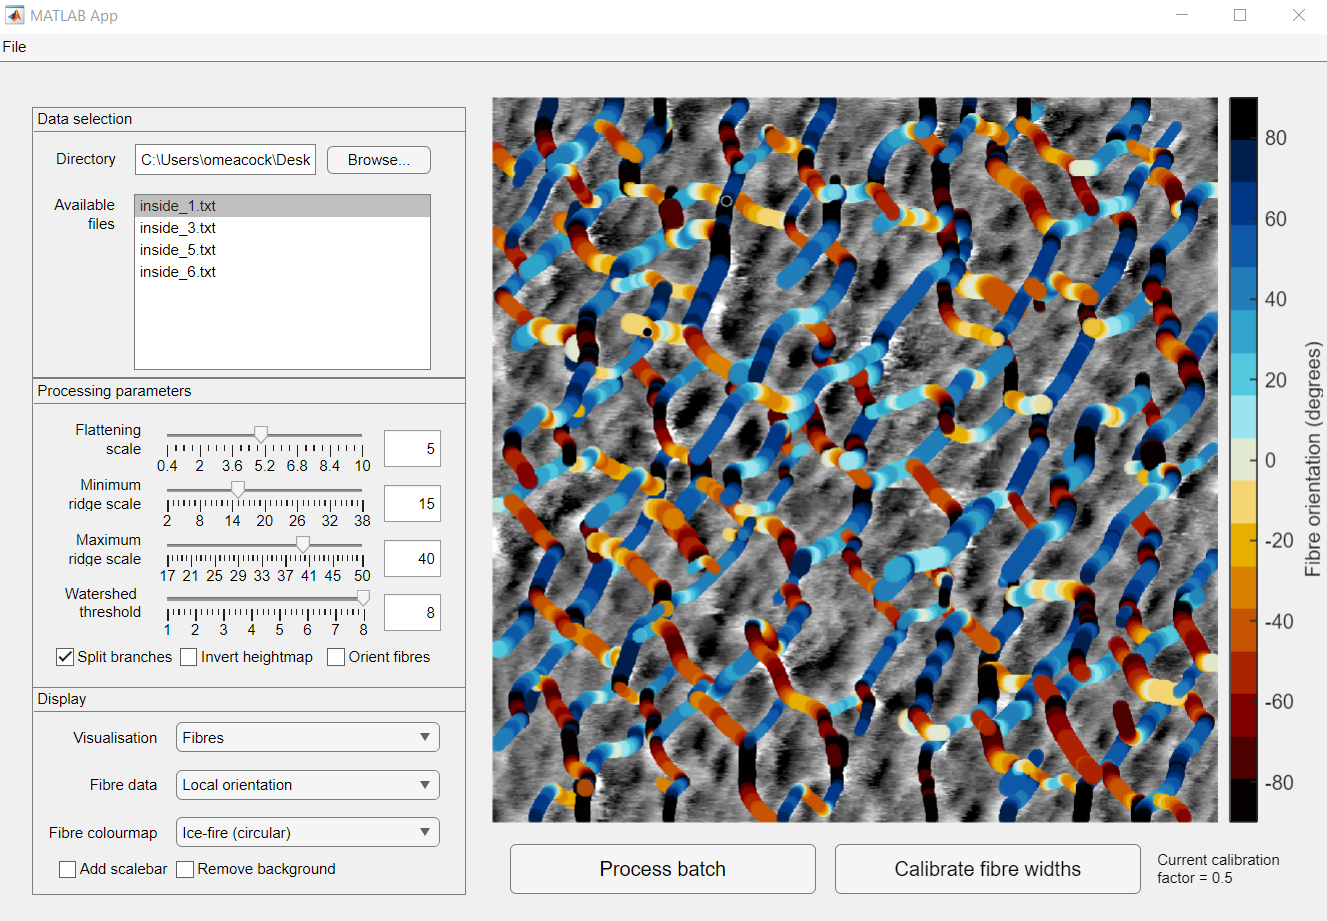 MATLAB App
File
Data selection
Directory
C:\Users\omeacock\Desk
Browse...
Available
files
inside_1.txt
inside_3.txt
inside_5.txt
inside_6.txt
Processing parameters
Flattening
scale
0.4 2 3.6 5.2 6.8 8.4 10
5
Minimum
ridge scale
2 8 14 20 26 32 38
15
Maximum
ridge scale
17 21 25 29 33 37 41 45 50
40
Watershed
threshold
1 2 3 4 5 6 7 8
8
Split branches
Invert heightmap
Orient fibres
Display
Visualisation
Fibres
Fibre data
Local orientation
Fibre colourmap
Ice-fire (circular)
Add scalebar
Remove background
80
60
40
20
0
-20
-40
-60
-80
Fibre orientation (degrees)
Process batch
Calibrate fibre widths
Current calibration
factor = 0.5